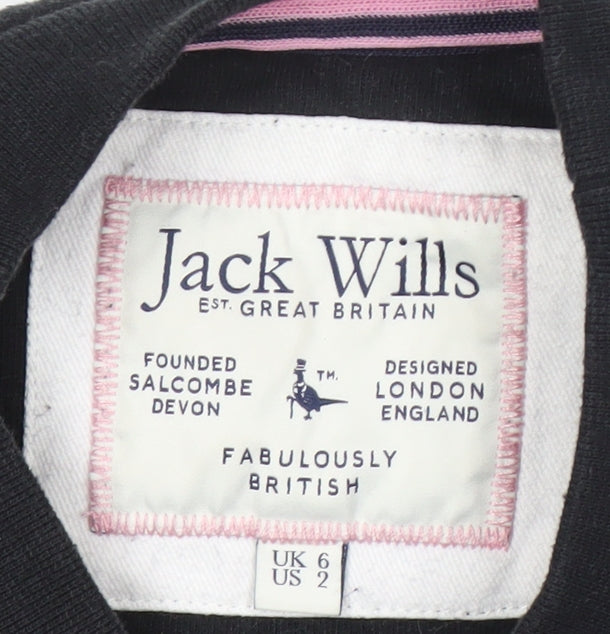 Jack Wills
EST. GREAT BRITAIN
FOUNDED
SALCOMBE
DEVON
TM.
DESIGNED
LONDON
ENGLAND
FABULOUSLY
BRITISH
UK 6
US 2